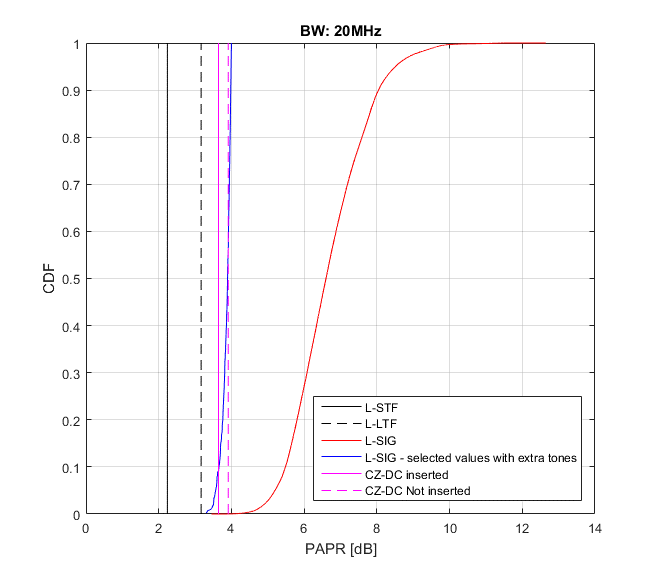 BW: 20MHz
1
0.9
0.8
0.7
0.6
0.5
0.4
0.3
0.2
0.1
0
CDF
L-STF
L-LTF
L-SIG
L-SIG - selected values with extra tones
CZ-DC inserted
CZ-DC Not inserted
0 2 4 6 8 10 12 14
PAPR [dB]